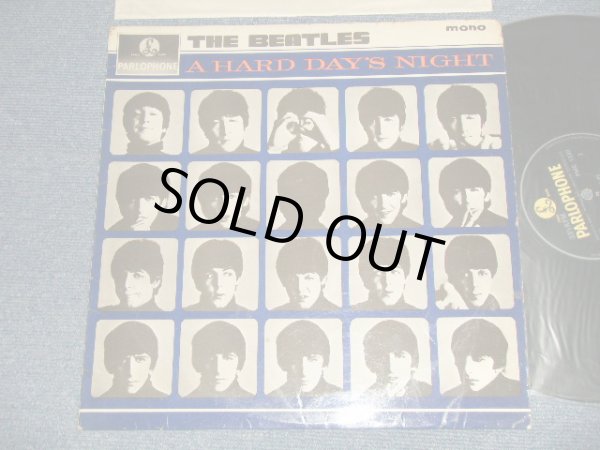 THE BEATLES
mono
PARLOPHONE
A HARD DAY'S NIGHT
SOLD OUT
PARLOPHONE